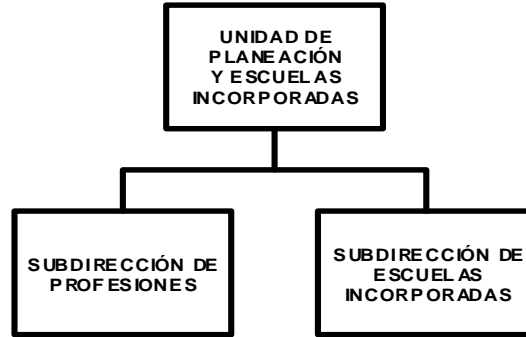 UNIDAD DE
PLANEACIÓN
Y ESCUELAS
INCORPORADAS
SUBDIRECCIÓN DE
PROFESIONES
SUBDIRECCIÓN DE
ESCUELAS
INCORPORADAS